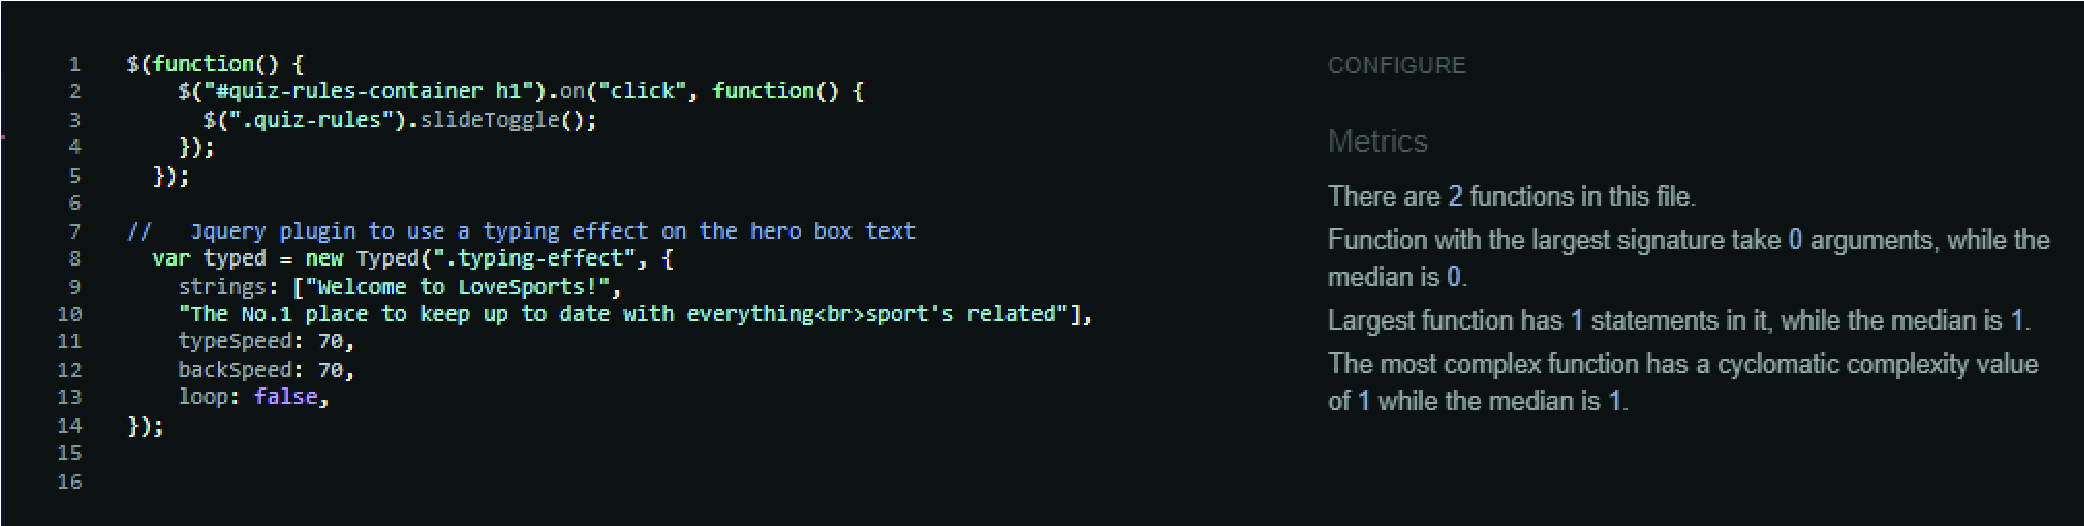 1 $(function() {
2 $("#quiz-rules-container h1").on("click", function() {
3 $(".quiz-rules").slideToggle();
4 });
5 });
6
7 // Jquery plugin to use a typing effect on the hero box text
8 var typed = new Typed(".typing-effect", {
9 strings: ["Welcome to LoveSports!",
10 "The No.1 place to keep up to date with everything<br>sport's related"],
11 typeSpeed: 70,
12 backSpeed: 70,
13 loop: false,
14 });
15
16
CONFIGURE
Metrics
There are 2 functions in this file.
Function with the largest signature take 0 arguments, while the
median is 0.
Largest function has 1 statements in it, while the median is 1.
The most complex function has a cyclomatic complexity value
of 1 while the median is 1.